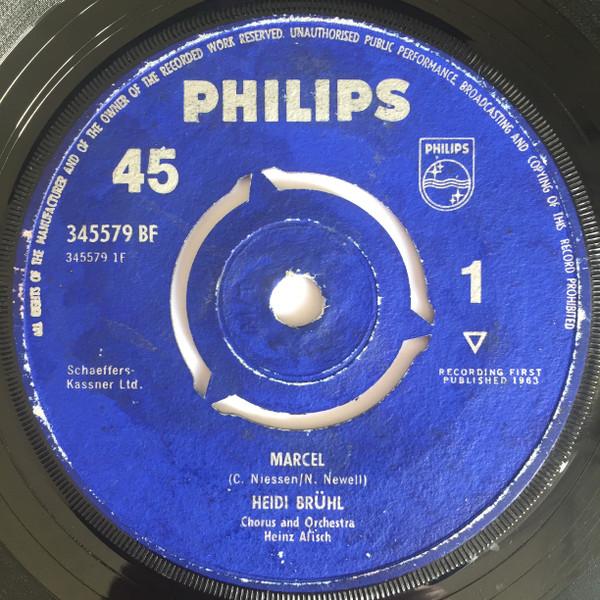 ALL RIGHTS OF THE MANUFACTURER AND OF THE OWNER OF THE RECORDED WORK RESERVED. UNAUTHORISED PUBLIC PERFORMANCE, BROADCASTING AND COPYING OF THIS RECORD PROHIBITED
PHILIPS
45
PHILIPS
345579 BF
345579 1F
1
Schaeffers-
Kassner Ltd.
RECORDING FIRST
PUBLISHED 1963
MARCEL
(C. Niessen/N. Newell)
HEIDI BRÜHL
Chorus and Orchestra
Heinz Alisch